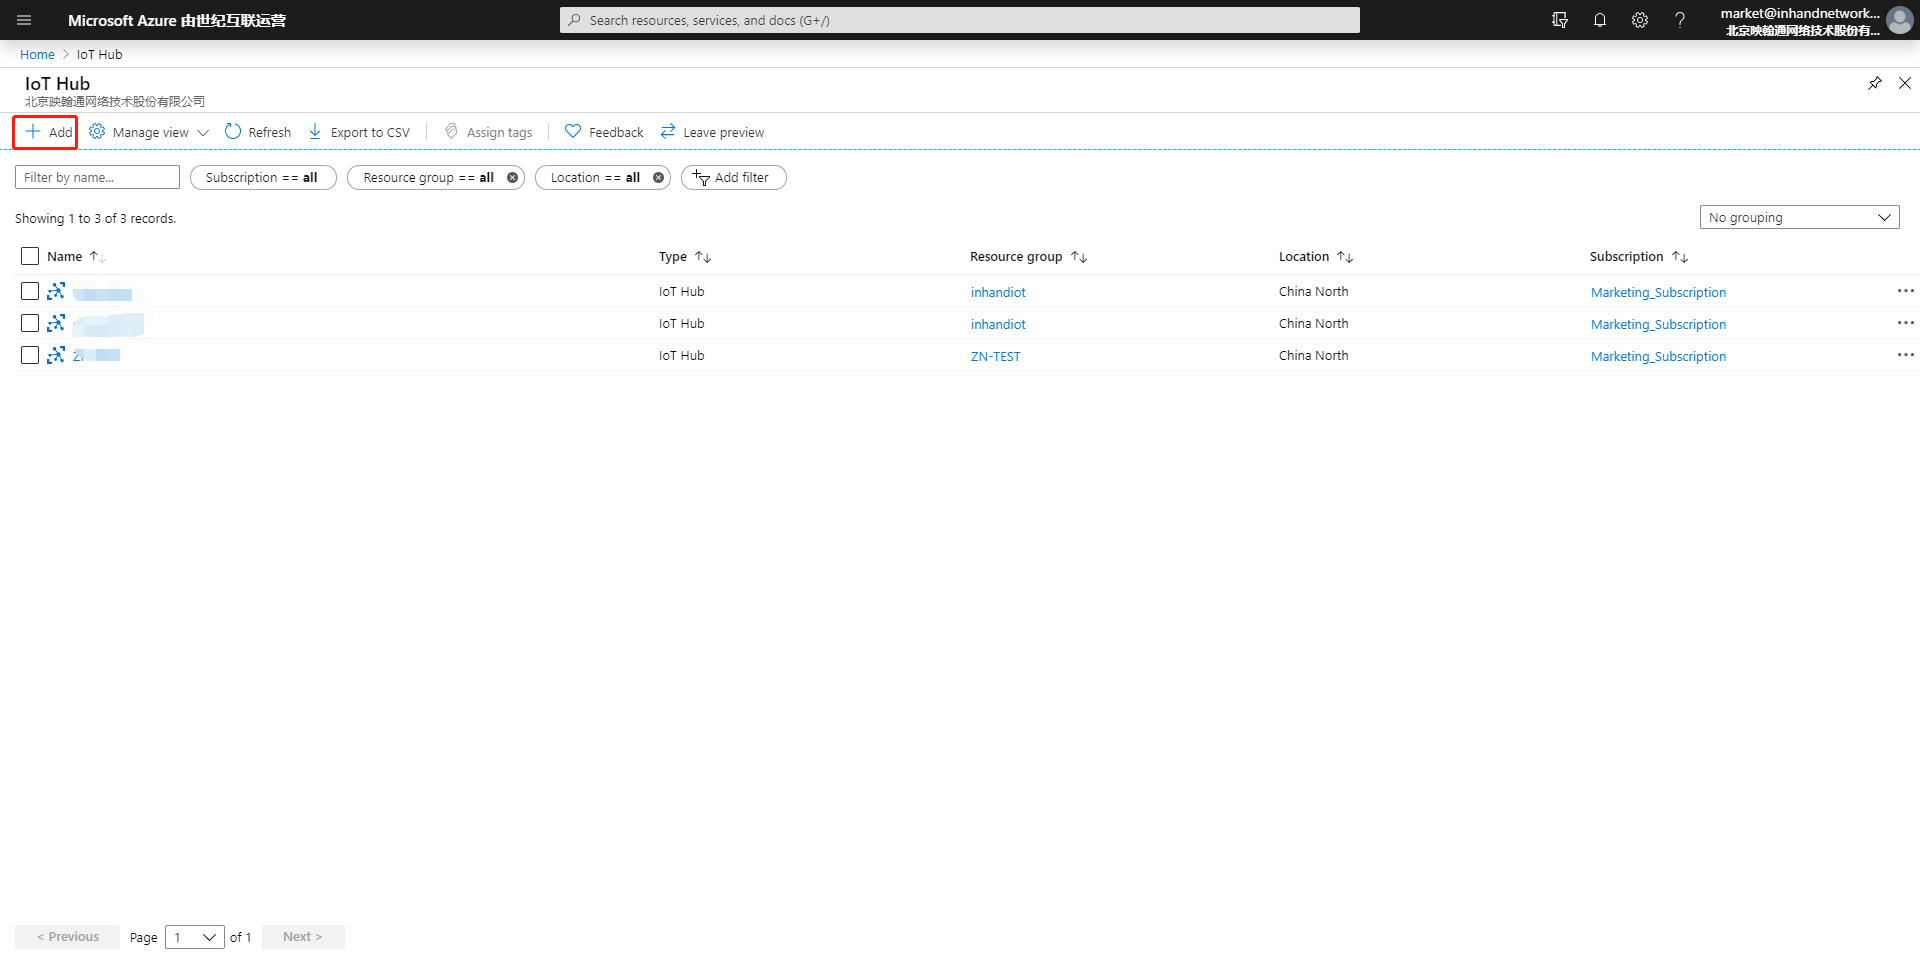 Microsoft Azure 由世纪互联运营
Search resources, services, and docs (G+/)
market@inhandnetwork...
北京映翰通网络技术股份有...
Home > IoT Hub
IoT Hub
北京映翰通网络技术股份有限公司
Add Manage view Refresh Export to CSV Assign tags Feedback Leave preview
Filter by name... Subscription == all Resource group == all Location == all Add filter
Showing 1 to 3 of 3 records. No grouping
Name Type Resource group Location Subscription
IoT Hub inhandiot China North Marketing_Subscription
IoT Hub inhandiot China North Marketing_Subscription
IoT Hub ZN-TEST China North Marketing_Subscription
< Previous Page 1 of 1 Next >